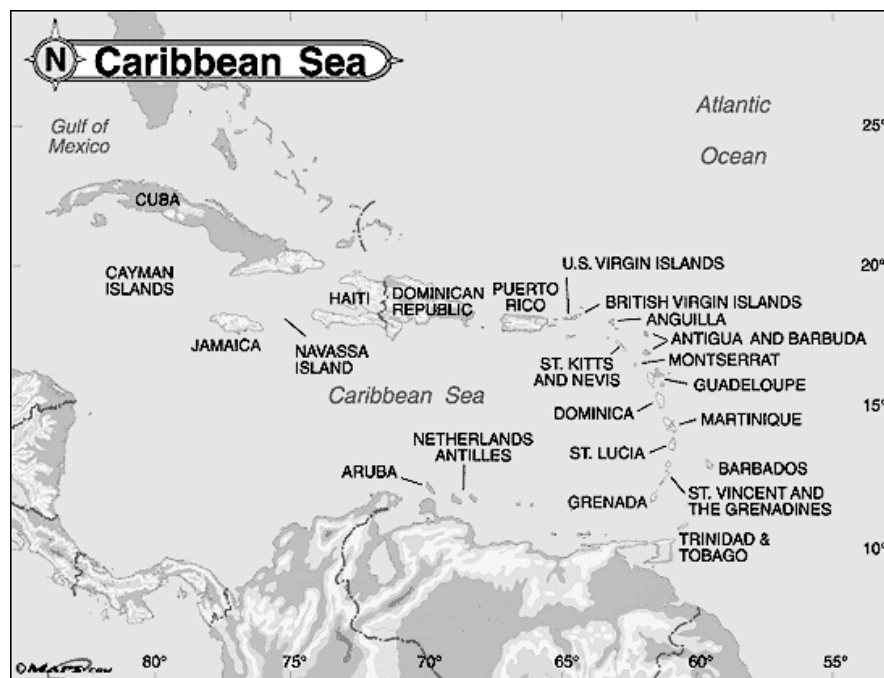 N Caribbean Sea
Atlantic
Ocean
Gulf of
Mexico
25°
CUBA
U.S. VIRGIN ISLANDS
20°
CAYMAN
ISLANDS
HAITI
DOMINICAN
REPUBLIC
PUERTO
RICO
BRITISH VIRGIN ISLANDS
ANGUILLA
JAMAICA
NAVASSA
ISLAND
ANTIGUA AND BARBUDA
ST. KITTS
AND NEVIS
MONTSERRAT
GUADELOUPE
Caribbean Sea
15°
DOMINICA
MARTINIQUE
NETHERLANDS
ANTILLES
ST. LUCIA
ARUBA
BARBADOS
GRENADA
ST. VINCENT AND
THE GRENADINES
TRINIDAD &
TOBAGO
10°
©MAPS.com
80°
75°
70°
65°
60°
55°